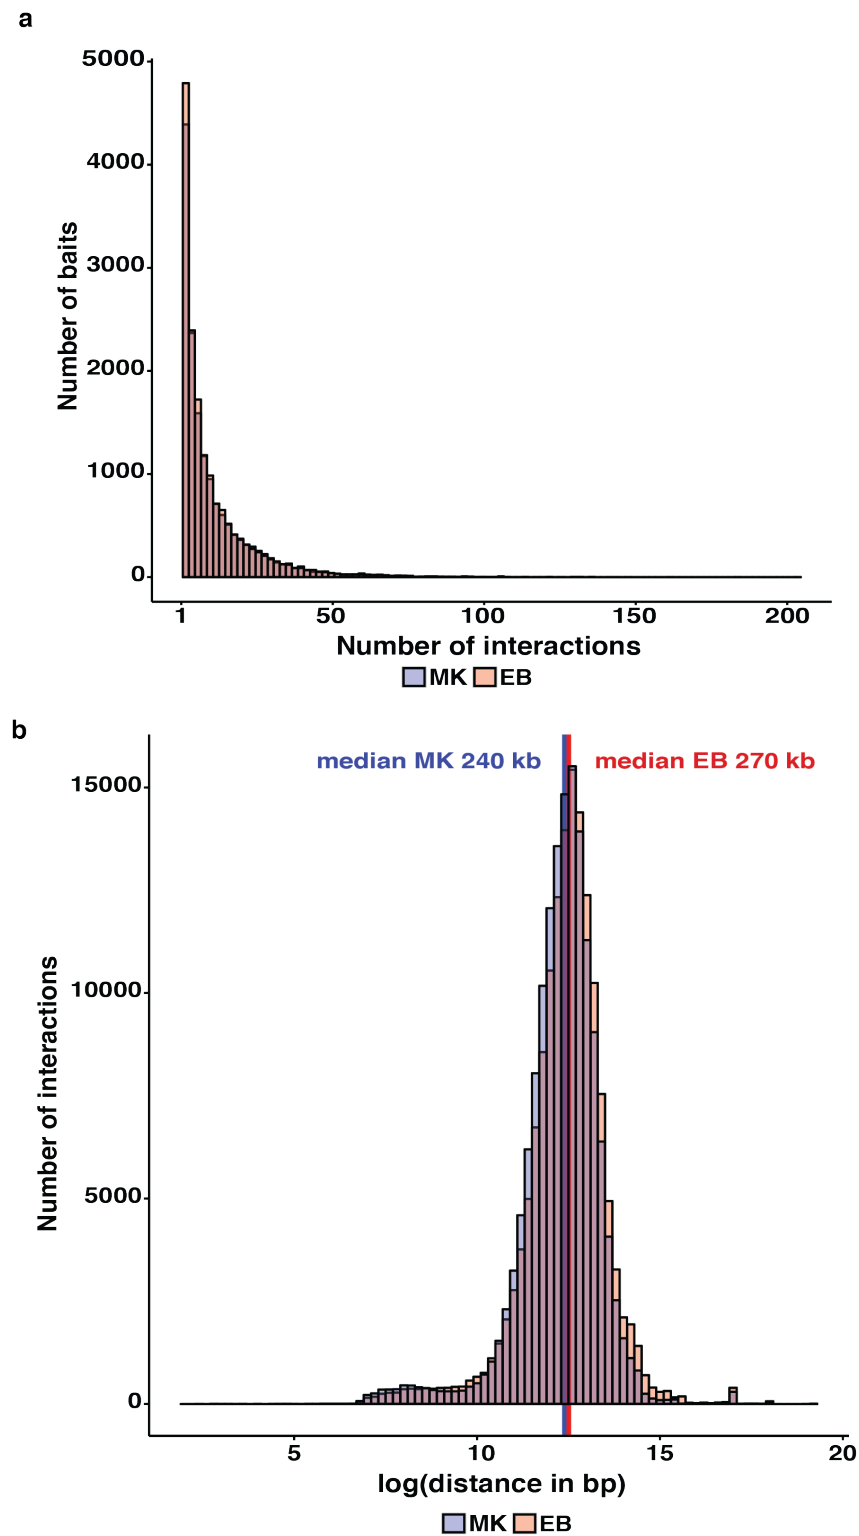 a
5000
4000
3000
2000
1000
0
Number of baits
1 50 100 150 200
Number of interactions
MK EB
b
median MK 240 kb median EB 270 kb
15000
10000
5000
0
Number of interactions
5 10 15 20
log(distance in bp)
MK EB